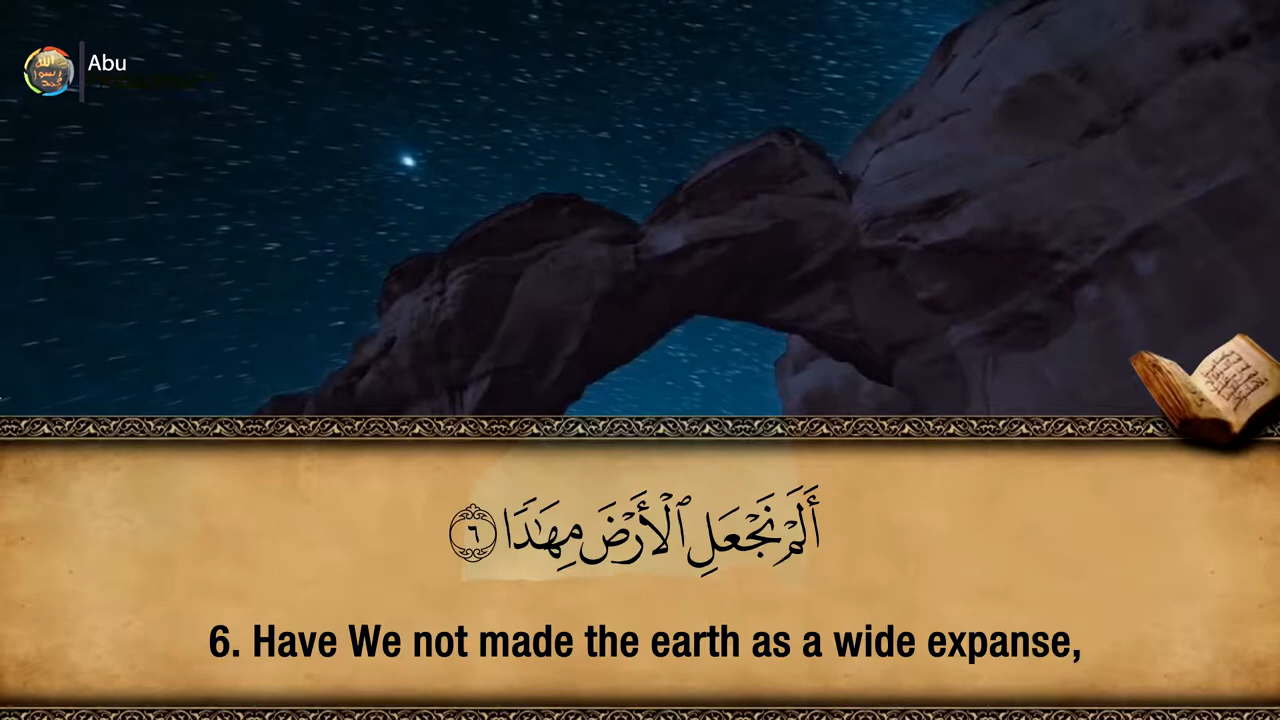 Abu
أَلَمْ نَجْعَلِ ٱلْأَرْضَ مِهَـٰدًۭا ٦
6. Have We not made the earth as a wide expanse,